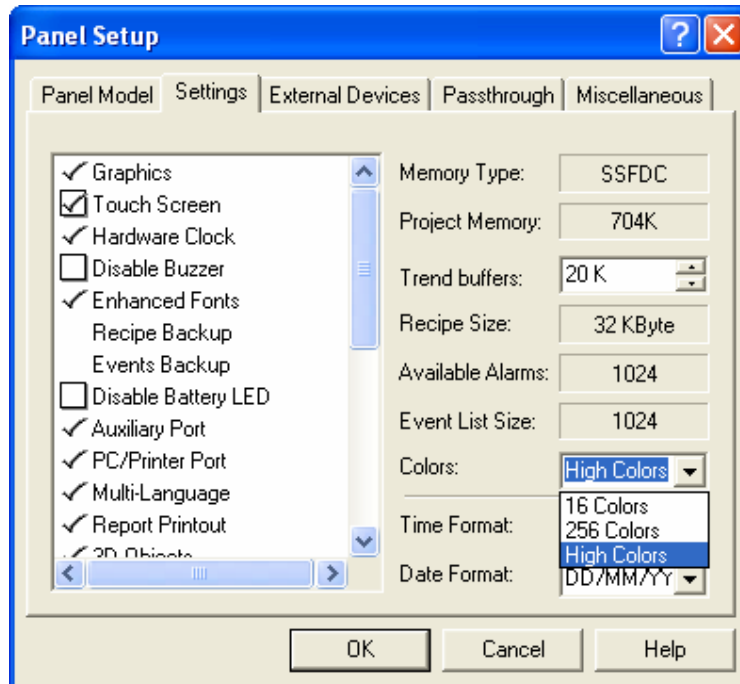 Panel Setup
Panel Model
Settings
External Devices
Passthrough
Miscellaneous
Graphics
Touch Screen
Hardware Clock
Disable Buzzer
Enhanced Fonts
Recipe Backup
Events Backup
Disable Battery LED
Auxiliary Port
PC/Printer Port
Multi-Language
Report Printout
3D Objects
Memory Type: SSFDC
Project Memory: 704K
Trend buffers: 20 K
Recipe Size: 32 KByte
Available Alarms: 1024
Event List Size: 1024
Colors: High Colors
16 Colors
256 Colors
High Colors
Time Format:
Date Format: DD/MM/YY
OK
Cancel
Help